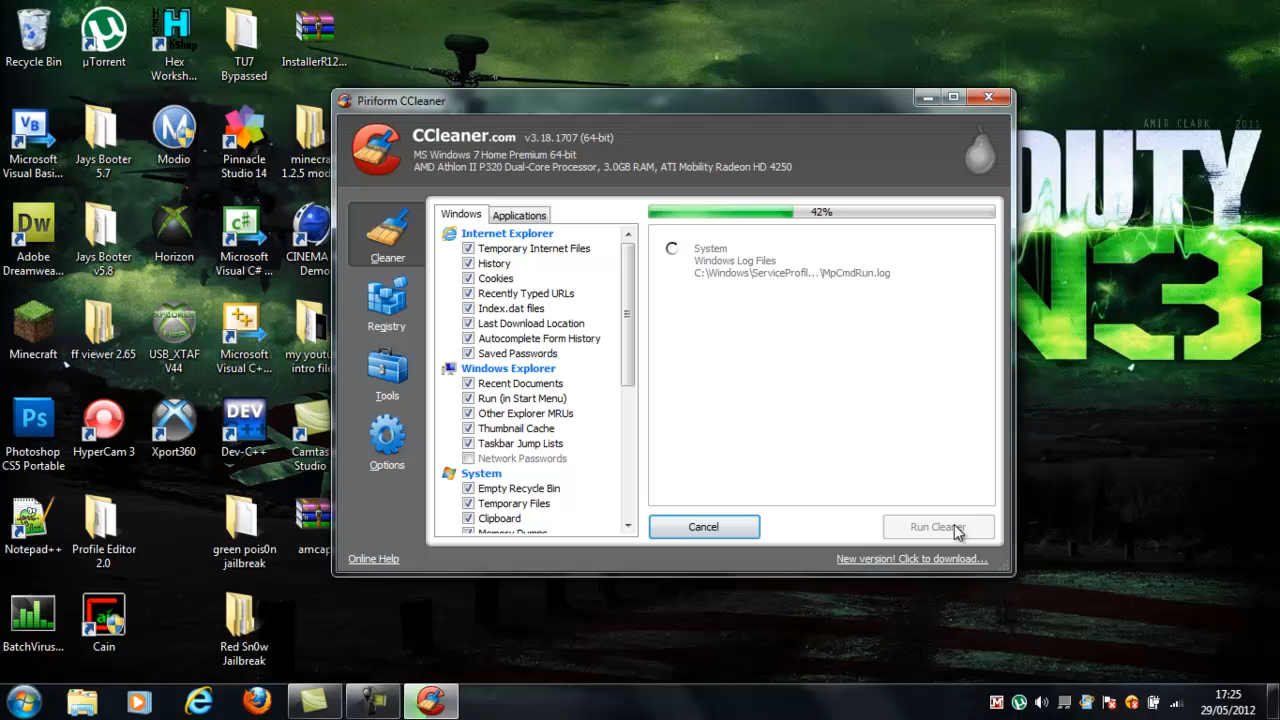 Recycle Bin
µTorrent
Hex Worksh...
TU7 Bypassed
InstallerR12...
Microsoft Visual Basi...
Jays Booter 5.7
Modio
Pinnacle Studio 14
minecra
1.2.5 mod
Adobe Dreamwea...
Jays Booter v5.8
Horizon
Microsoft Visual C# ...
CINEMA Demo
Minecraft
ff viewer 2.65
USB_XTAF V44
Microsoft Visual C+...
my youtu
intro file
Photoshop CS5 Portable
HyperCam 3
Xport360
Dev-C++
Camtas
Studio
Notepad++
Profile Editor 2.0
green pois0n jailbreak
amcap
BatchVirus...
Cain
Red Sn0w Jailbreak
Piriform CCleaner
CCleaner.com v3.18.1707 (64-bit)
MS Windows 7 Home Premium 64-bit
AMD Athlon II P320 Dual-Core Processor, 3.0GB RAM, ATI Mobility Radeon HD 4250
Cleaner
Registry
Tools
Options
Windows
Applications
Internet Explorer
Temporary Internet Files
History
Cookies
Recently Typed URLs
Index.dat files
Last Download Location
Autocomplete Form History
Saved Passwords
Windows Explorer
Recent Documents
Run (in Start Menu)
Other Explorer MRUs
Thumbnail Cache
Taskbar Jump Lists
Network Passwords
System
Empty Recycle Bin
Temporary Files
Clipboard
Memory Dumps
42%
System
Windows Log Files
C:\Windows\ServiceProfil...\MpCmdRun.log
Cancel
Run Cleaner
Online Help
New version! Click to download...
AMIR CLARK 2011
DUTY
N3
17:25
29/05/2012